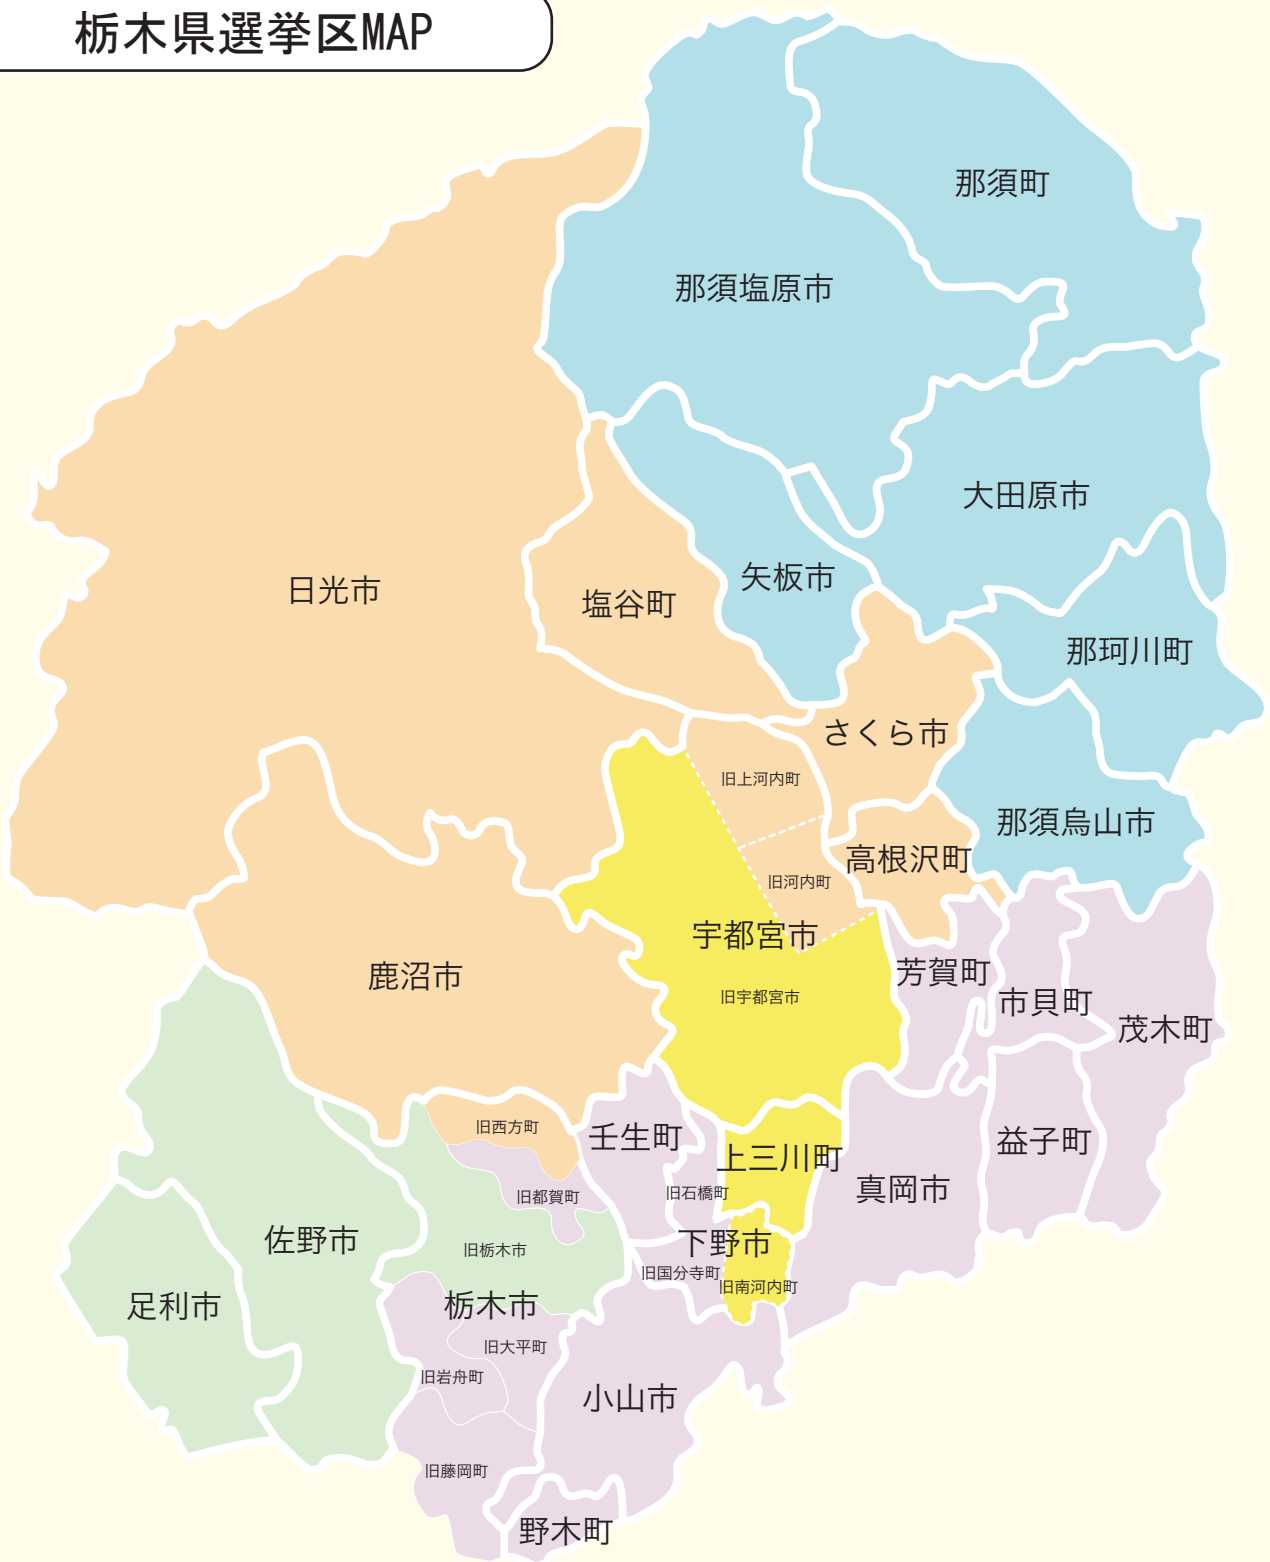 栃木県選挙区MAP
那須町
那須塩原市
大田原市
矢板市
日光市
塩谷町
那珂川町
さくら市
旧上河内町
那須烏山市
高根沢町
旧河内町
宇都宮市
鹿沼市
芳賀町
旧宇都宮市
市貝町
茂木町
旧西方町
壬生町
益子町
上三川町
真岡市
旧都賀町
旧石橋町
佐野市
旧栃木市
下野市
旧国分寺町
旧南河内町
足利市
栃木市
旧大平町
旧岩舟町
小山市
旧藤岡町
野木町